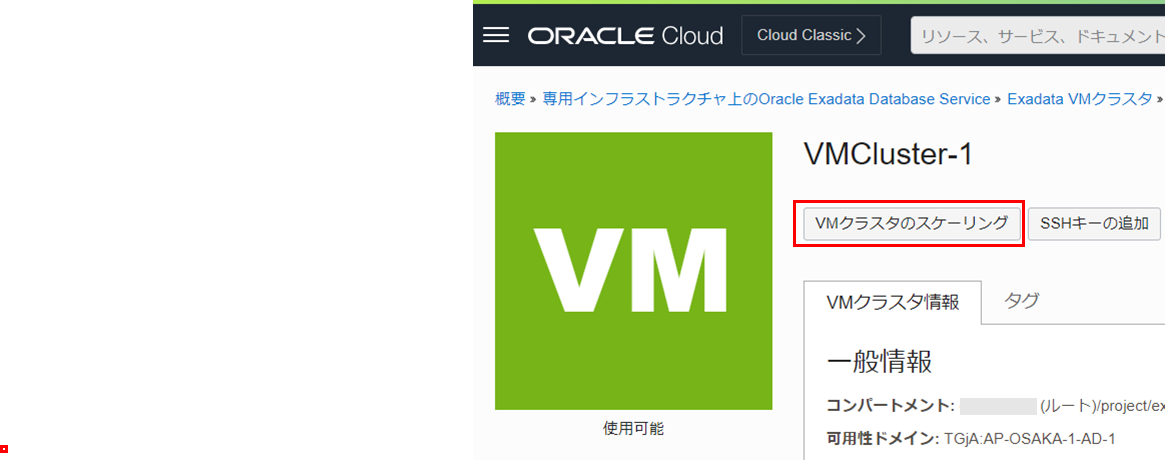 ORACLE Cloud
Cloud Classic
リソース、サービス、ドキュメント
概要 » 専用インフラストラクチャ上のOracle Exadata Database Service » Exadata VMクラスタ »
VM
VMCluster-1
VMクラスタのスケーリング
SSHキーの追加
VMクラスタ情報
タグ
一般情報
コンパートメント: (ルート)/project/ex
可用性ドメイン: TGjA:AP-OSAKA-1-AD-1
使用可能